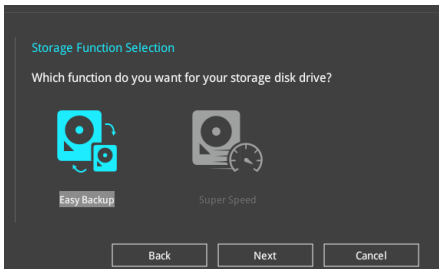 Storage Function Selection
Which function do you want for your storage disk drive?
Easy Backup
Super Speed
Back
Next
Cancel